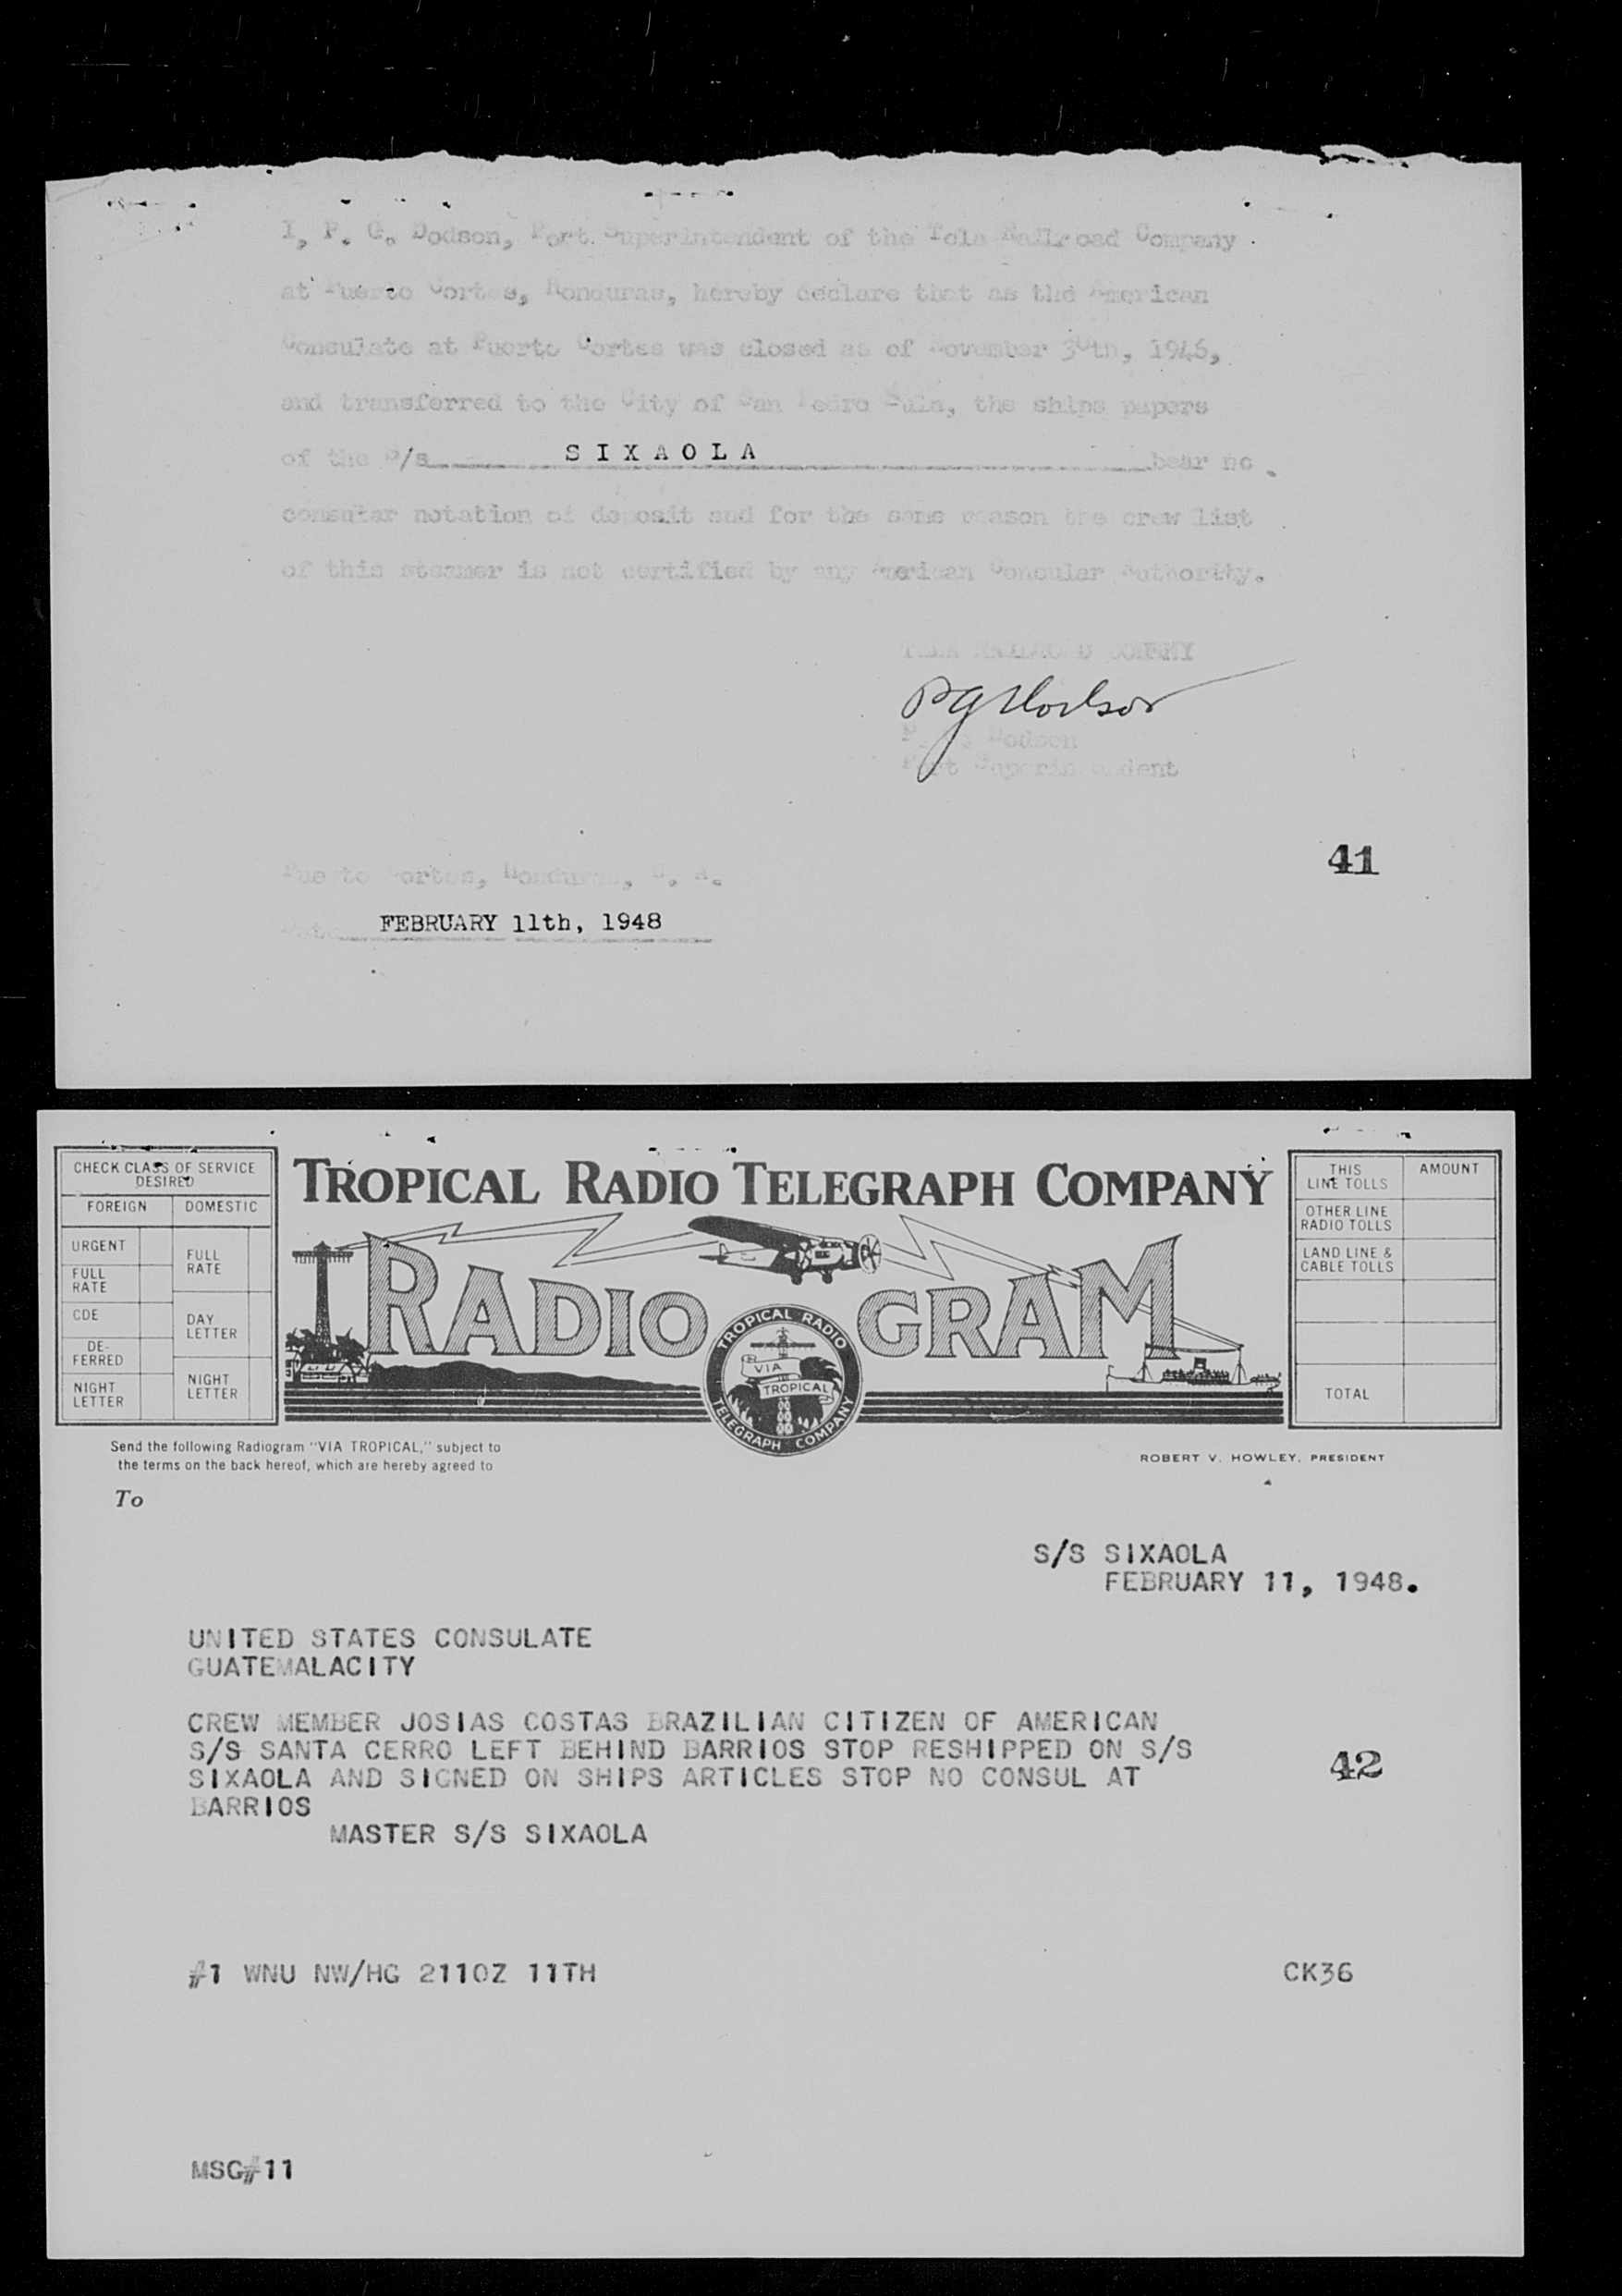 I, P. G. Dodson, Port Superintendent of the Tela Railroad Company
at Puerto Cortes, Honduras, hereby declare that as the American
Consulate at Puerto Cortes was closed as of November 30th, 1946,
and transferred to the City of San Pedro Sula, the ships papers
of the S/s SIXAOLA bear no
consular notation of deposit and for the same reason the crew list
of this steamer is not certified by any American Consular Authority.
TELA RAILROAD COMPANY
PGDodson
P. G. Dodson
Port Superintendent
41
Puerto Cortes, Honduras, C. A.
Date FEBRUARY 11th, 1948
CHECK CLASS OF SERVICE
DESIRED
FOREIGN DOMESTIC
URGENT
FULL
RATE
CDE
DE-
FERRED
NIGHT
LETTER
FULL
RATE
DAY
LETTER
NIGHT
LETTER
TROPICAL RADIO TELEGRAPH COMPANY
RADIOGRAM
TROPICAL RADIO
VIA
TROPICAL
TELEGRAPH COMPANY
THIS
LINE TOLLS
AMOUNT
OTHER LINE
RADIO TOLLS
LAND LINE &
CABLE TOLLS
TOTAL
Send the following Radiogram "VIA TROPICAL," subject to
the terms on the back hereof, which are hereby agreed to
ROBERT V. HOWLEY, PRESIDENT
To
S/S SIXAOLA
FEBRUARY 11, 1948.
UNITED STATES CONSULATE
GUATEMALACITY
CREW MEMBER JOSIAS COSTAS BRAZILIAN CITIZEN OF AMERICAN
S/S SANTA CERRO LEFT BEHIND BARRIOS STOP RESHIPPED ON S/S
SIXAOLA AND SIGNED ON SHIPS ARTICLES STOP NO CONSUL AT
BARRIOS
MASTER S/S SIXAOLA
42
#1 WNU NW/HG 2110Z 11TH CK36
MSG#11